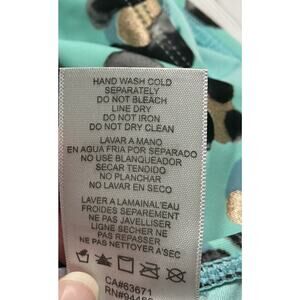 HAND WASH COLD
SEPARATELY
DO NOT BLEACH
LINE DRY
DO NOT IRON
DO NOT DRY CLEAN
LAVAR A MANO
EN AGUA FRIA POR SEPARADO
NO USE BLANQUEADOR
SECAR TENDIDO
NO PLANCHAR
NO LAVAR EN SECO
LAVER A LAMAINAL'EAU
FROIDES SEPAREMENT
NE PAS JAVELLISER
LIGNE SECHER NE
PAS REPASSER
NE PAS NETTOYER A'SEC
CA#63671